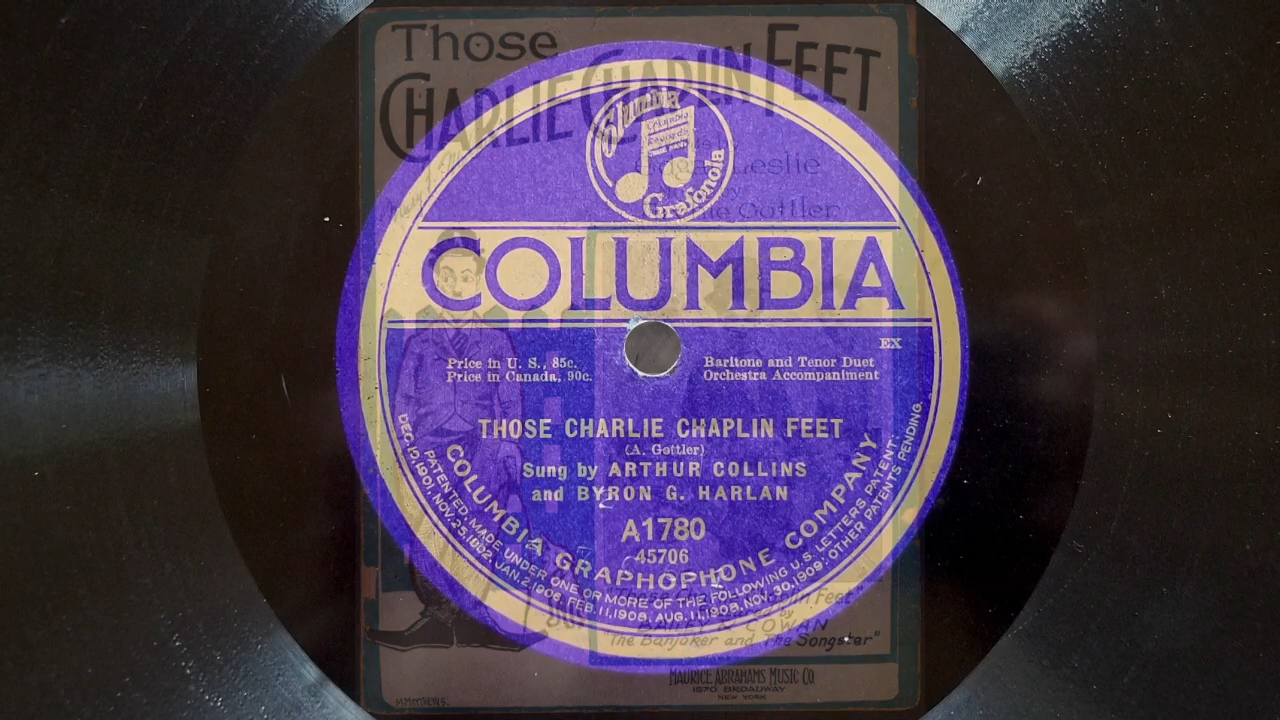 Those
CHARLIE CHAPLIN FEET
Columbia
Columbia
Records
Grafonola
Leslie
Gottler
COLUMBIA
EX
Price in U. S., 85c.
Price in Canada, 90c.
Baritone and Tenor Duet
Orchestra Accompaniment
THOSE CHARLIE CHAPLIN FEET
(A. Gottler)
Sung by ARTHUR COLLINS
and BYRON G. HARLAN
A1780
45706
COLUMBIA GRAPHOPHONE COMPANY
PATENTED, MADE UNDER ONE OR MORE OF THE FOLLOWING U.S. LETTERS PATENT:
DEC. 10, 1901, NOV. 25, 1902, JAN. 2, 1906, FEB. 11, 1908, AUG. 11, 1908, NOV. 30, 1909: OTHER PATENTS PENDING.
Feet"
by
BAILEY & COWAN
"The Banjoker and The Songster"
MAURICE ABRAHAMS MUSIC CO.
1570 BROADWAY
NEW YORK